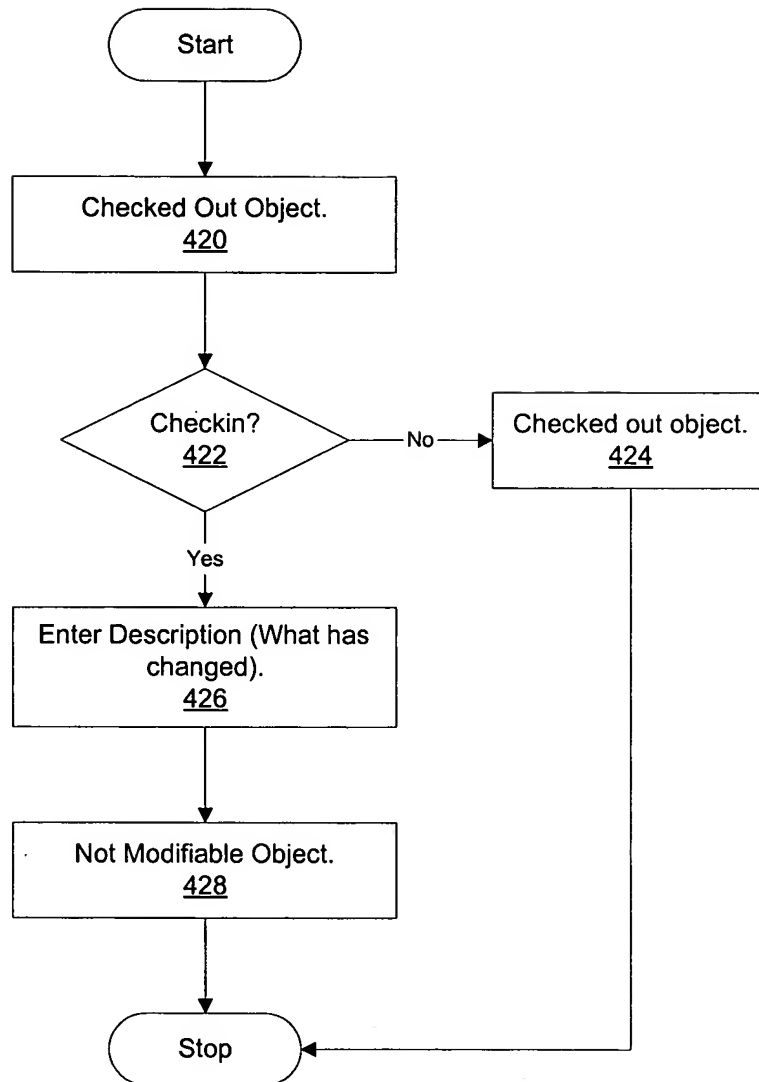 Start
Checked Out Object.
420
Checkin?
422
No
Checked out object.
424
Yes
Enter Description (What has
changed).
426
Not Modifiable Object.
428
Stop